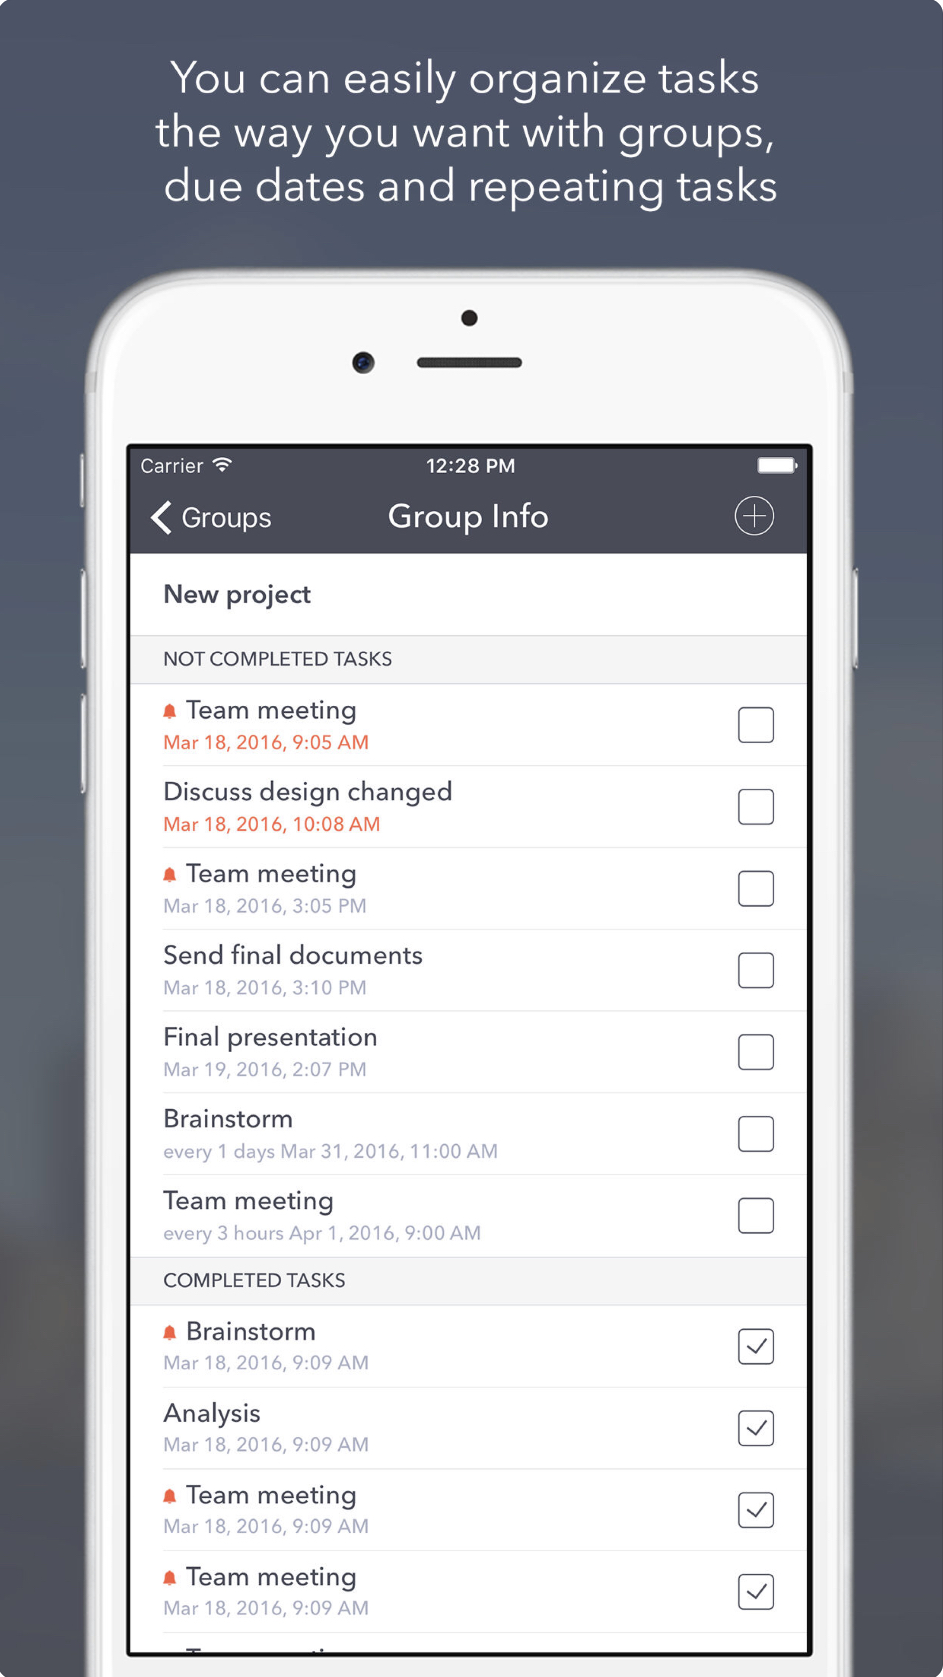 You can easily organize tasks
the way you want with groups,
due dates and repeating tasks
Carrier 12:28 PM
Groups Group Info
New project
NOT COMPLETED TASKS
Team meeting
Mar 18, 2016, 9:05 AM
Discuss design changed
Mar 18, 2016, 10:08 AM
Team meeting
Mar 18, 2016, 3:05 PM
Send final documents
Mar 18, 2016, 3:10 PM
Final presentation
Mar 19, 2016, 2:07 PM
Brainstorm
every 1 days Mar 31, 2016, 11:00 AM
Team meeting
every 3 hours Apr 1, 2016, 9:00 AM
COMPLETED TASKS
Brainstorm
Mar 18, 2016, 9:09 AM
Analysis
Mar 18, 2016, 9:09 AM
Team meeting
Mar 18, 2016, 9:09 AM
Team meeting
Mar 18, 2016, 9:09 AM